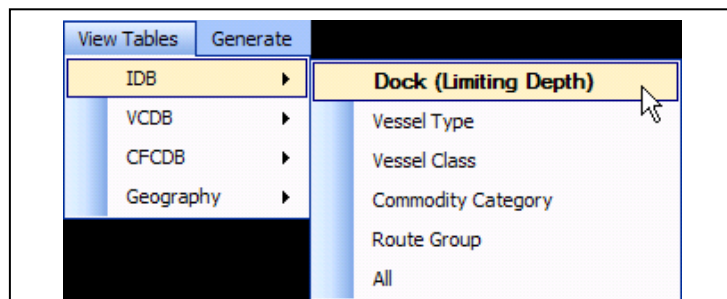 View Tables Generate
IDB Dock (Limiting Depth)
VCDB Vessel Type
CFCDB Vessel Class
Geography Commodity Category
Route Group
All